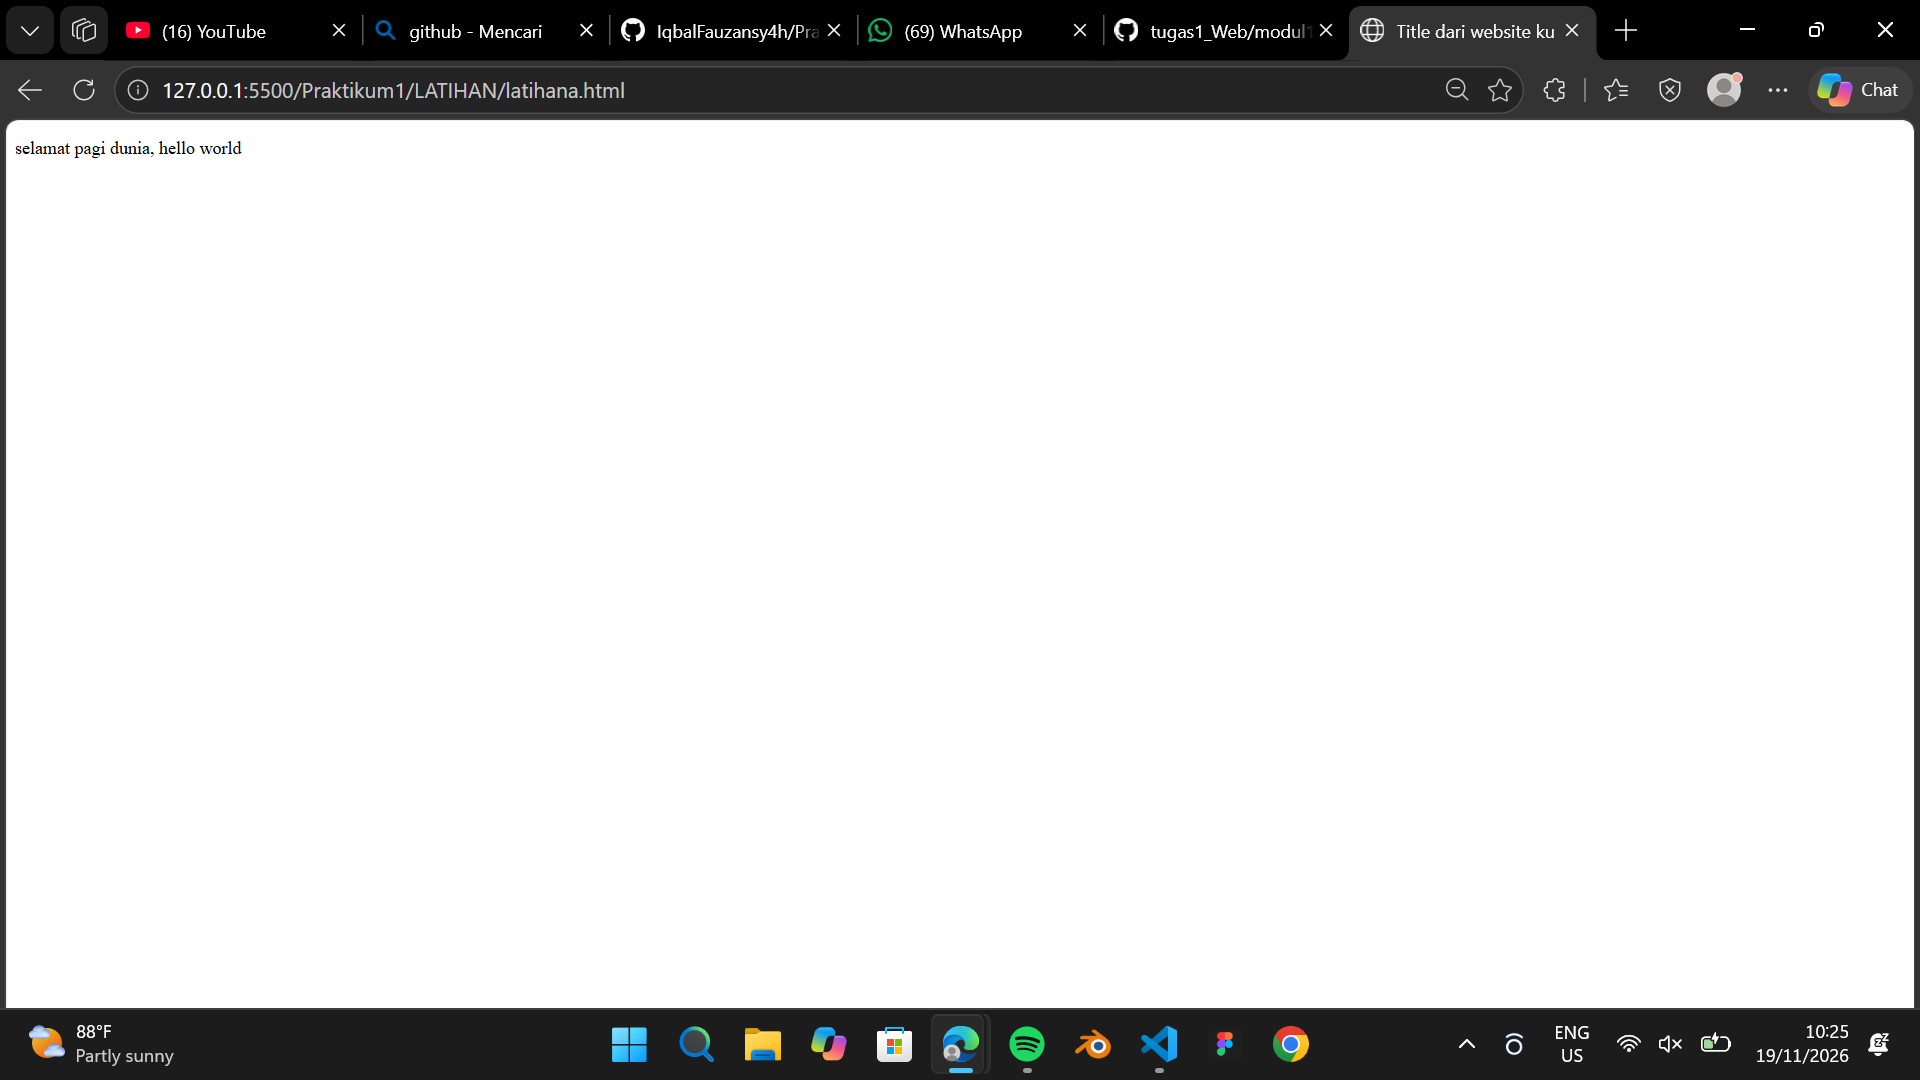 (16) YouTube
github - Mencari
IqbalFauzansy4h/Pra
(69) WhatsApp
tugas1_Web/modul1
Title dari website ku
127.0.0.1:5500/Praktikum1/LATIHAN/latihana.html
Chat
selamat pagi dunia, hello world
88°F
Partly sunny
ENG
US
10:25
19/11/2026